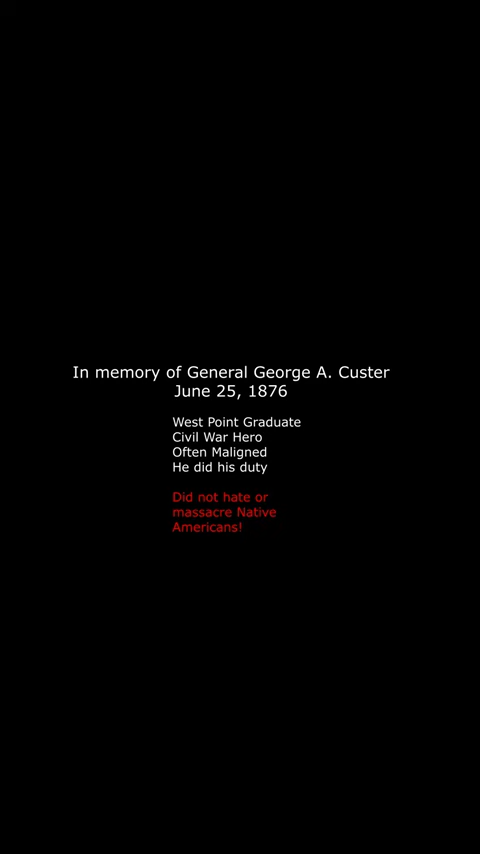 In memory of General George A. Custer
June 25, 1876
West Point Graduate
Civil War Hero
Often Maligned
He did his duty
Did not hate or
massacre Native
Americans!